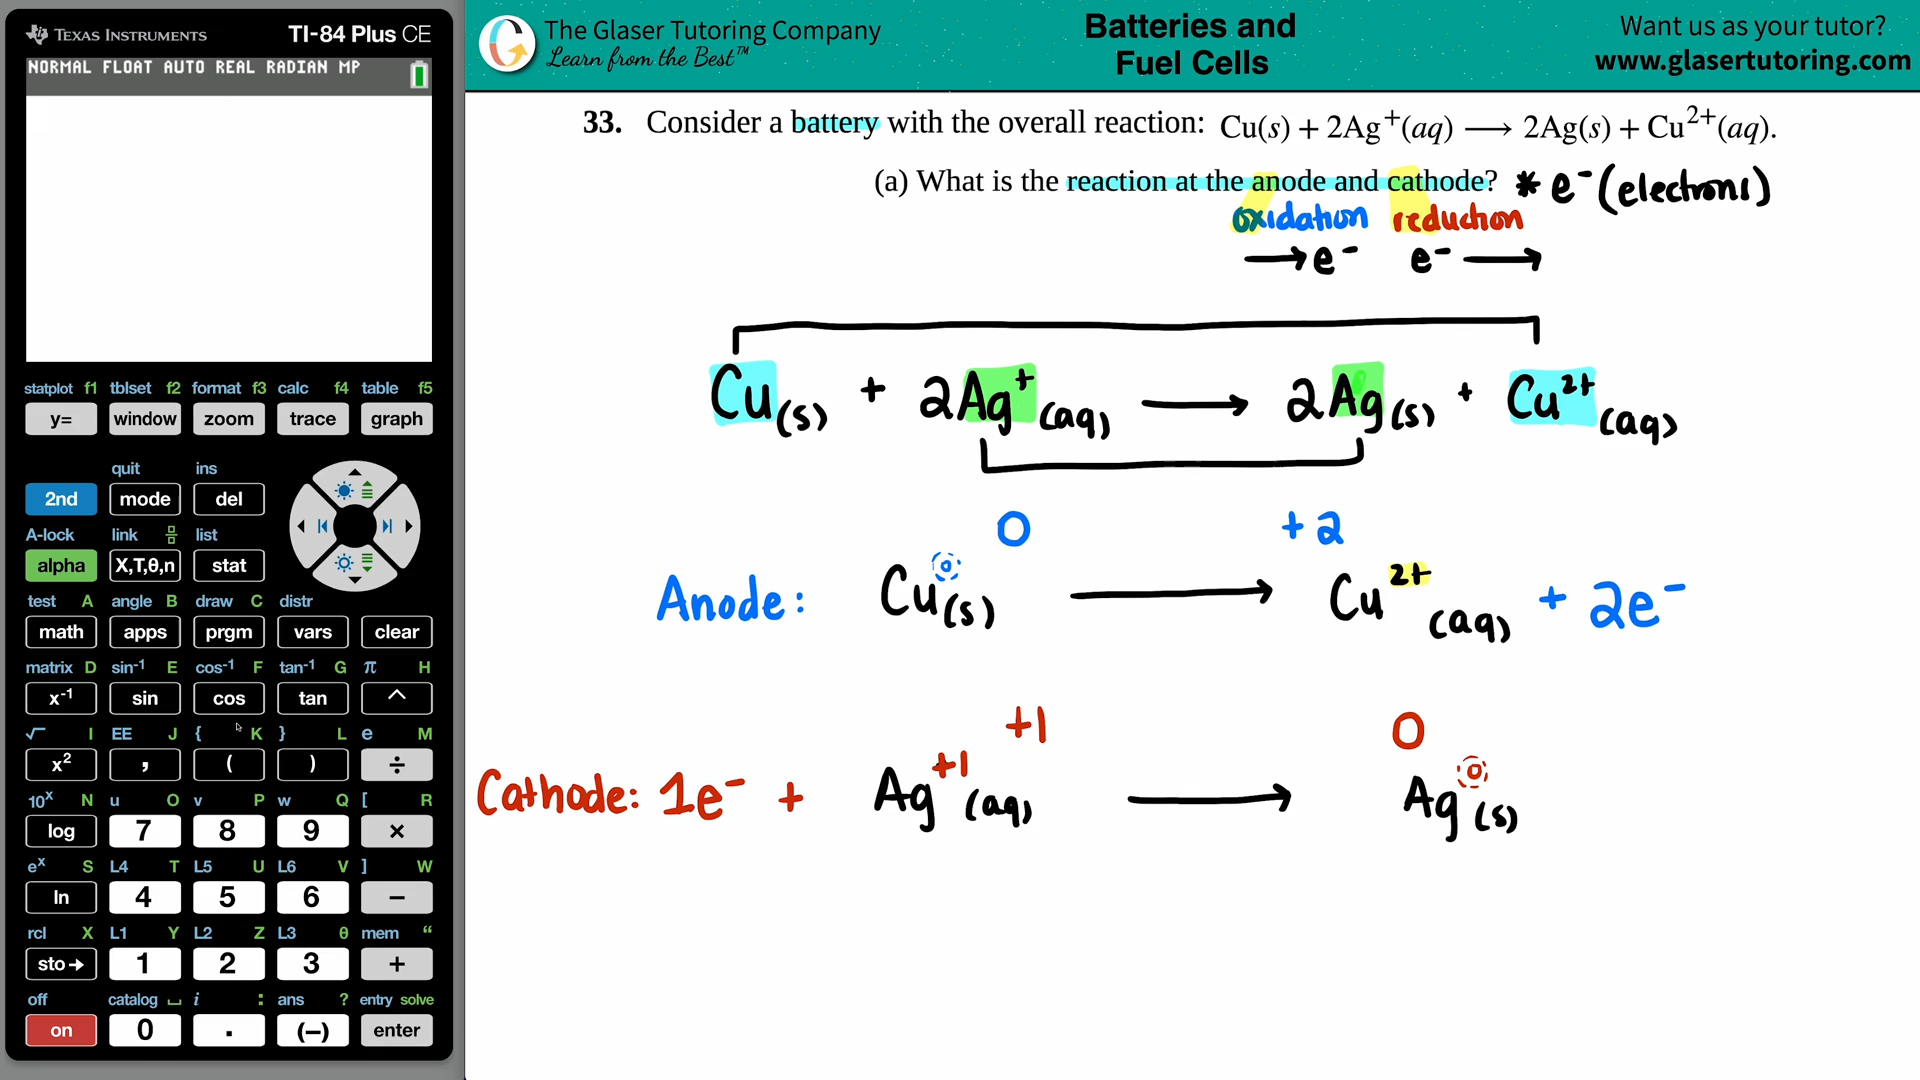 TEXAS INSTRUMENTS TI-84 Plus CE
NORMAL FLOAT AUTO REAL RADIAN MP
statplot f1 tblset f2 format f3 calc f4 table f5
y= window zoom trace graph
quit ins
2nd mode del
A-lock link list
alpha X,T,θ,n stat
test A angle B draw C distr
math apps prgm vars clear
matrix D sin⁻¹ E cos⁻¹ F tan⁻¹ G π H
x⁻¹ sin cos tan ^
√ I EE J { K } L e M
x² , ( ) ÷
10ˣ N u O v P w Q [ R
log 7 8 9 ×
eˣ S L4 T L5 U L6 V ] W
ln 4 5 6 −
rcl X L1 Y L2 Z L3 θ mem “
sto→ 1 2 3 +
off catalog ⎵ i : ans ? entry solve
on 0 . (−) enter
The Glaser Tutoring Company
Learn from the Best™
Batteries and
Fuel Cells
Want us as your tutor?
www.glasertutoring.com
33. Consider a battery with the overall reaction: Cu(s) + 2Ag⁺(aq) ⟶ 2Ag(s) + Cu²⁺(aq).
(a) What is the reaction at the anode and cathode? * e⁻ (electrons)
oxidation reduction
→ e⁻ e⁻ →
Cu(s) + 2Ag⁺(aq) → 2Ag(s) + Cu²⁺(aq)
0 +2
Anode: Cu⁰(s) → Cu²⁺(aq) + 2e⁻
+1 0
Cathode: 1e⁻ + Ag⁺¹(aq) → Ag⁰(s)